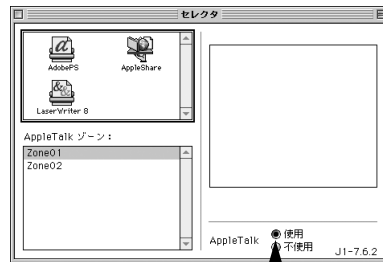 セレクタ
AdobePS
AppleShare
LaserWriter 8
AppleTalk ゾーン：
Zone01
Zone02
AppleTalk
使用
不使用
J1-7.6.2